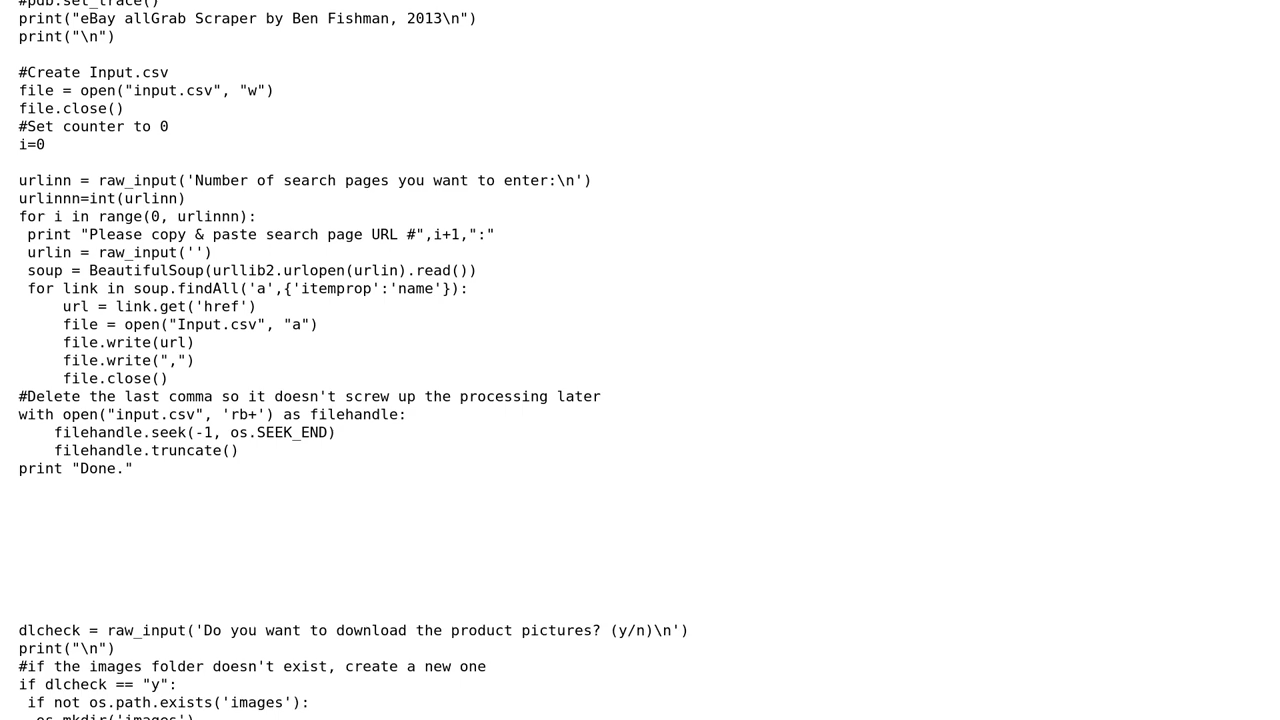 #pdb.set_trace()
print("eBay allGrab Scraper by Ben Fishman, 2013\n")
print("\n")

#Create Input.csv
file = open("input.csv", "w")
file.close()
#Set counter to 0
i=0

urlinn = raw_input('Number of search pages you want to enter:\n')
urlinnn=int(urlinn)
for i in range(0, urlinnn):
 print "Please copy & paste search page URL #",i+1,":"
 urlin = raw_input('')
 soup = BeautifulSoup(urllib2.urlopen(urlin).read())
 for link in soup.findAll('a',{'itemprop':'name'}):
     url = link.get('href')
     file = open("Input.csv", "a")
     file.write(url)
     file.write(",")
     file.close()
#Delete the last comma so it doesn't screw up the processing later
with open("input.csv", 'rb+') as filehandle:
    filehandle.seek(-1, os.SEEK_END)
    filehandle.truncate()
print "Done."

dlcheck = raw_input('Do you want to download the product pictures? (y/n)\n')
print("\n")
#if the images folder doesn't exist, create a new one
if dlcheck == "y":
 if not os.path.exists('images'):
  os.mkdir('images')